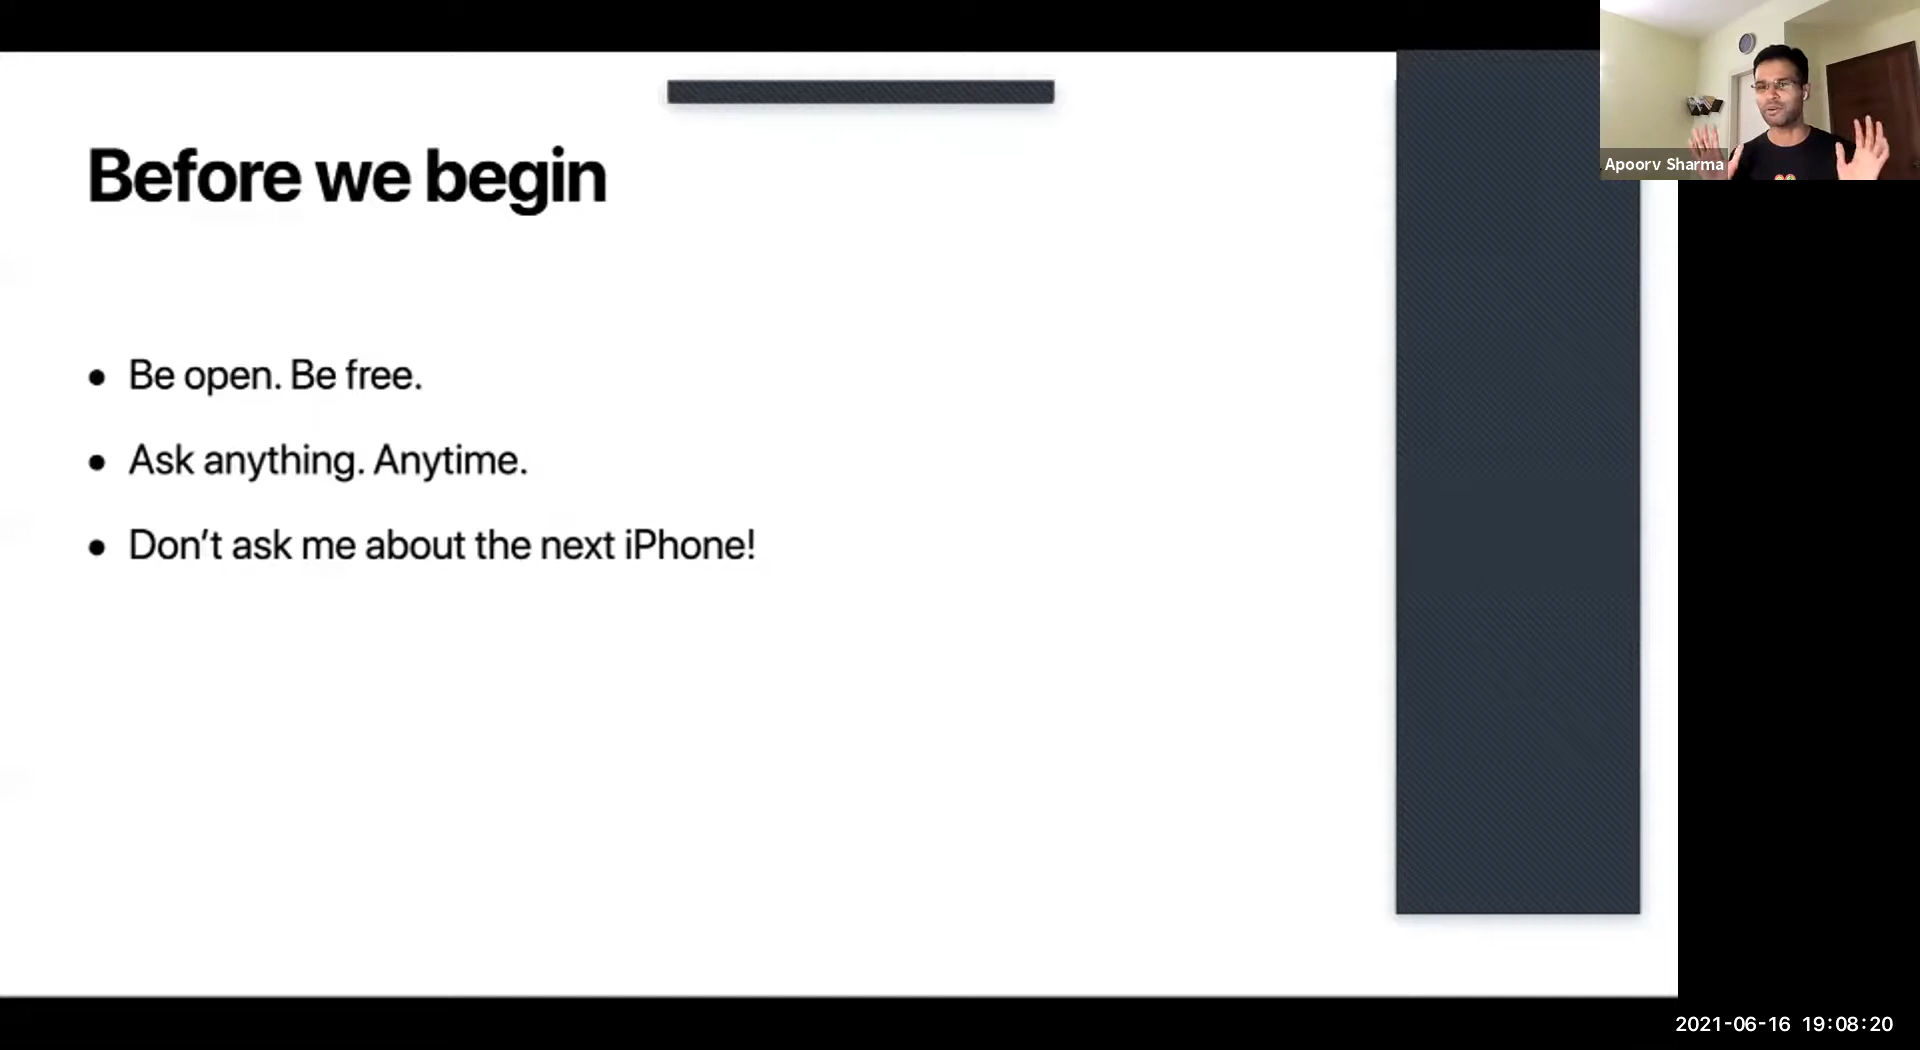 Before we begin
• Be open. Be free.
• Ask anything. Anytime.
• Don’t ask me about the next iPhone!
Apoorv Sharma
2021-06-16 19:08:20